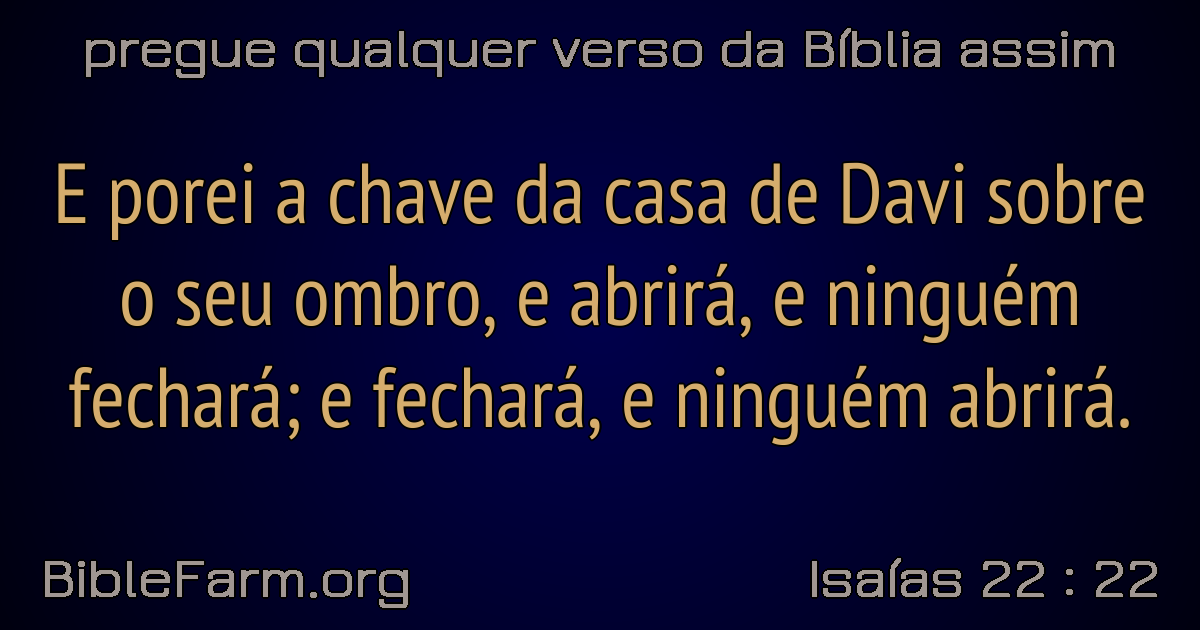 pregue qualquer verso da Bíblia assim
E porei a chave da casa de Davi sobre
o seu ombro, e abrirá, e ninguém
fechará; e fechará, e ninguém abrirá.
BibleFarm.org
Isaías 22 : 22